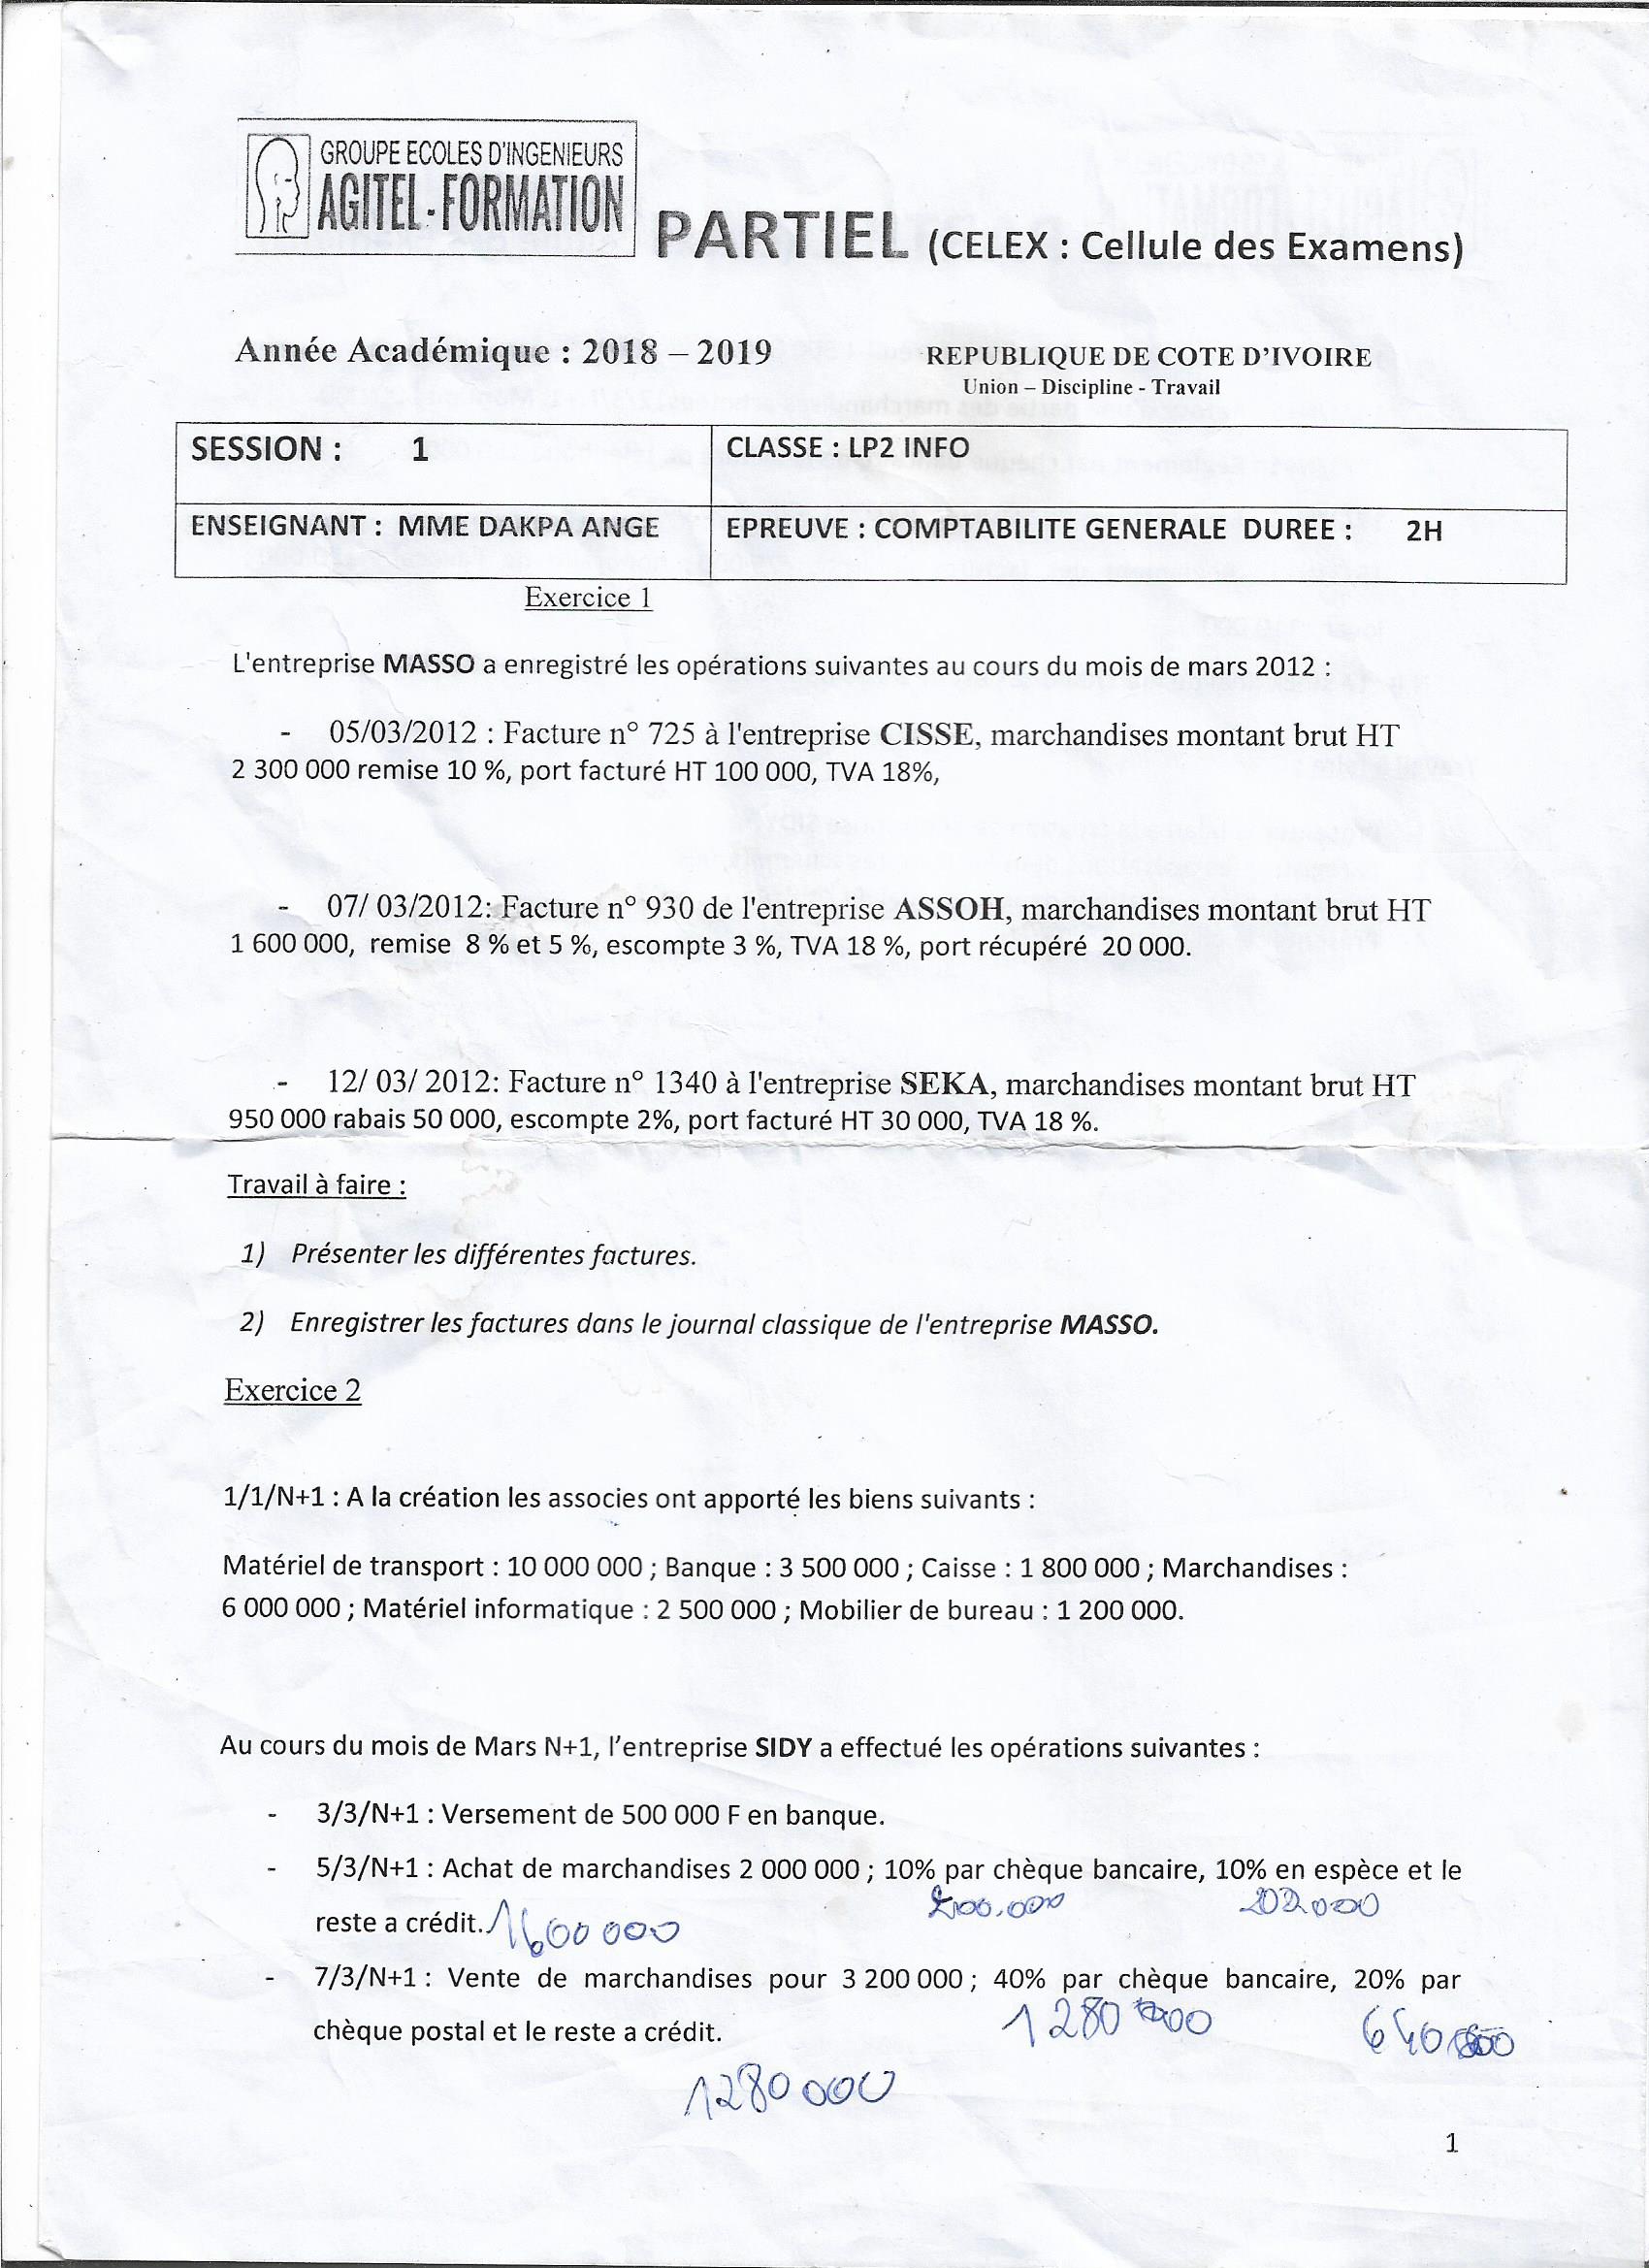 GROUPE ECOLES D'INGENIEURS
AGITEL-FORMATION
PARTIEL (CELEX : Cellule des Examens)
Année Académique : 2018 – 2019
REPUBLIQUE DE COTE D'IVOIRE
Union – Discipline - Travail
SESSION : 1
CLASSE : LP2 INFO
ENSEIGNANT : MME DAKPA ANGE
EPREUVE : COMPTABILITE GENERALE DUREE : 2H
Exercice 1
L'entreprise MASSO a enregistré les opérations suivantes au cours du mois de mars 2012 :
- 05/03/2012 : Facture n° 725 à l'entreprise CISSE, marchandises montant brut HT
2 300 000 remise 10 %, port facturé HT 100 000, TVA 18%,
- 07/ 03/2012: Facture n° 930 de l'entreprise ASSOH, marchandises montant brut HT
1 600 000, remise 8 % et 5 %, escompte 3 %, TVA 18 %, port récupéré 20 000.
- 12/ 03/ 2012: Facture n° 1340 à l'entreprise SEKA, marchandises montant brut HT
950 000 rabais 50 000, escompte 2%, port facturé HT 30 000, TVA 18 %.
Travail à faire :
1) Présenter les différentes factures.
2) Enregistrer les factures dans le journal classique de l'entreprise MASSO.
Exercice 2
1/1/N+1 : A la création les associes ont apporté les biens suivants :
Matériel de transport : 10 000 000 ; Banque : 3 500 000 ; Caisse : 1 800 000 ; Marchandises :
6 000 000 ; Matériel informatique : 2 500 000 ; Mobilier de bureau : 1 200 000.
Au cours du mois de Mars N+1, l'entreprise SIDY a effectué les opérations suivantes :
- 3/3/N+1 : Versement de 500 000 F en banque.
- 5/3/N+1 : Achat de marchandises 2 000 000 ; 10% par chèque bancaire, 10% en espèce et le
200.000 200000
reste a crédit. 1600 000
- 7/3/N+1 : Vente de marchandises pour 3 200 000 ; 40% par chèque bancaire, 20% par
1280 000 640 000
chèque postal et le reste a crédit.
1280 000
1